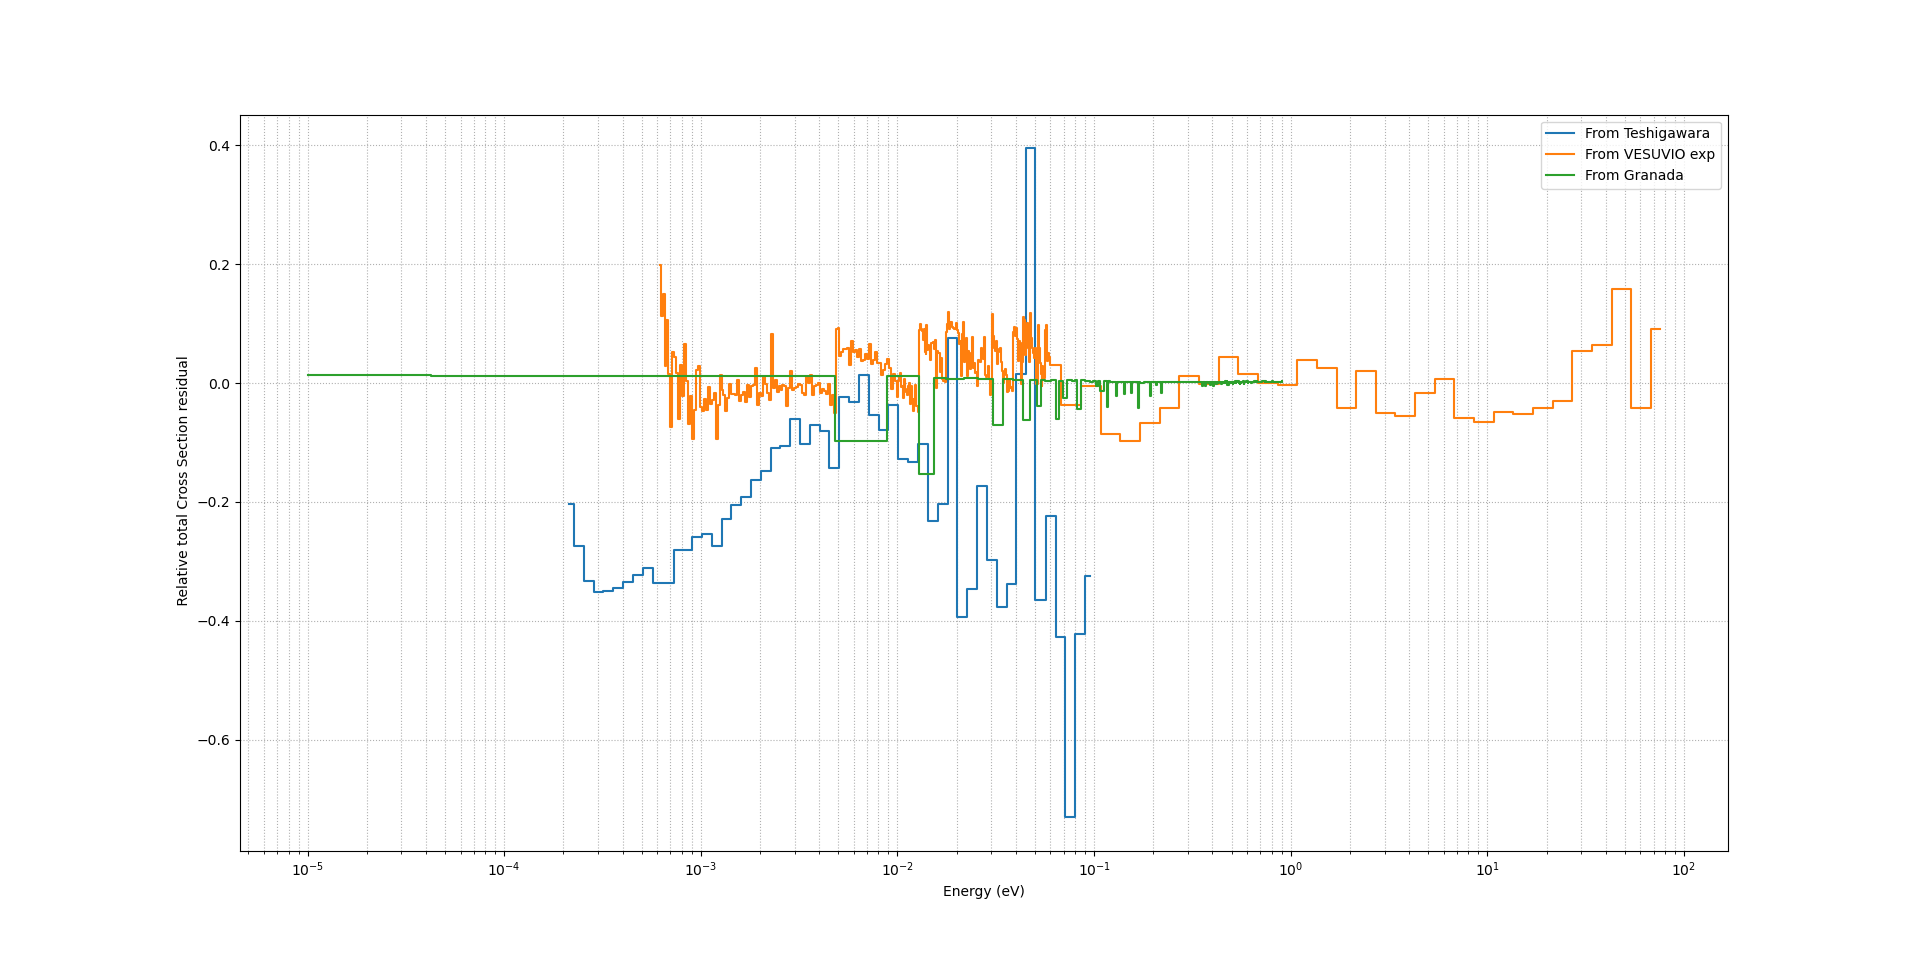 From Teshigawara
From VESUVIO exp
From Granada
Relative total Cross Section residual
0.4
0.2
0.0
−0.2
−0.4
−0.6
10⁻⁵ 10⁻⁴ 10⁻³ 10⁻² 10⁻¹ 10⁰ 10¹ 10²
Energy (eV)